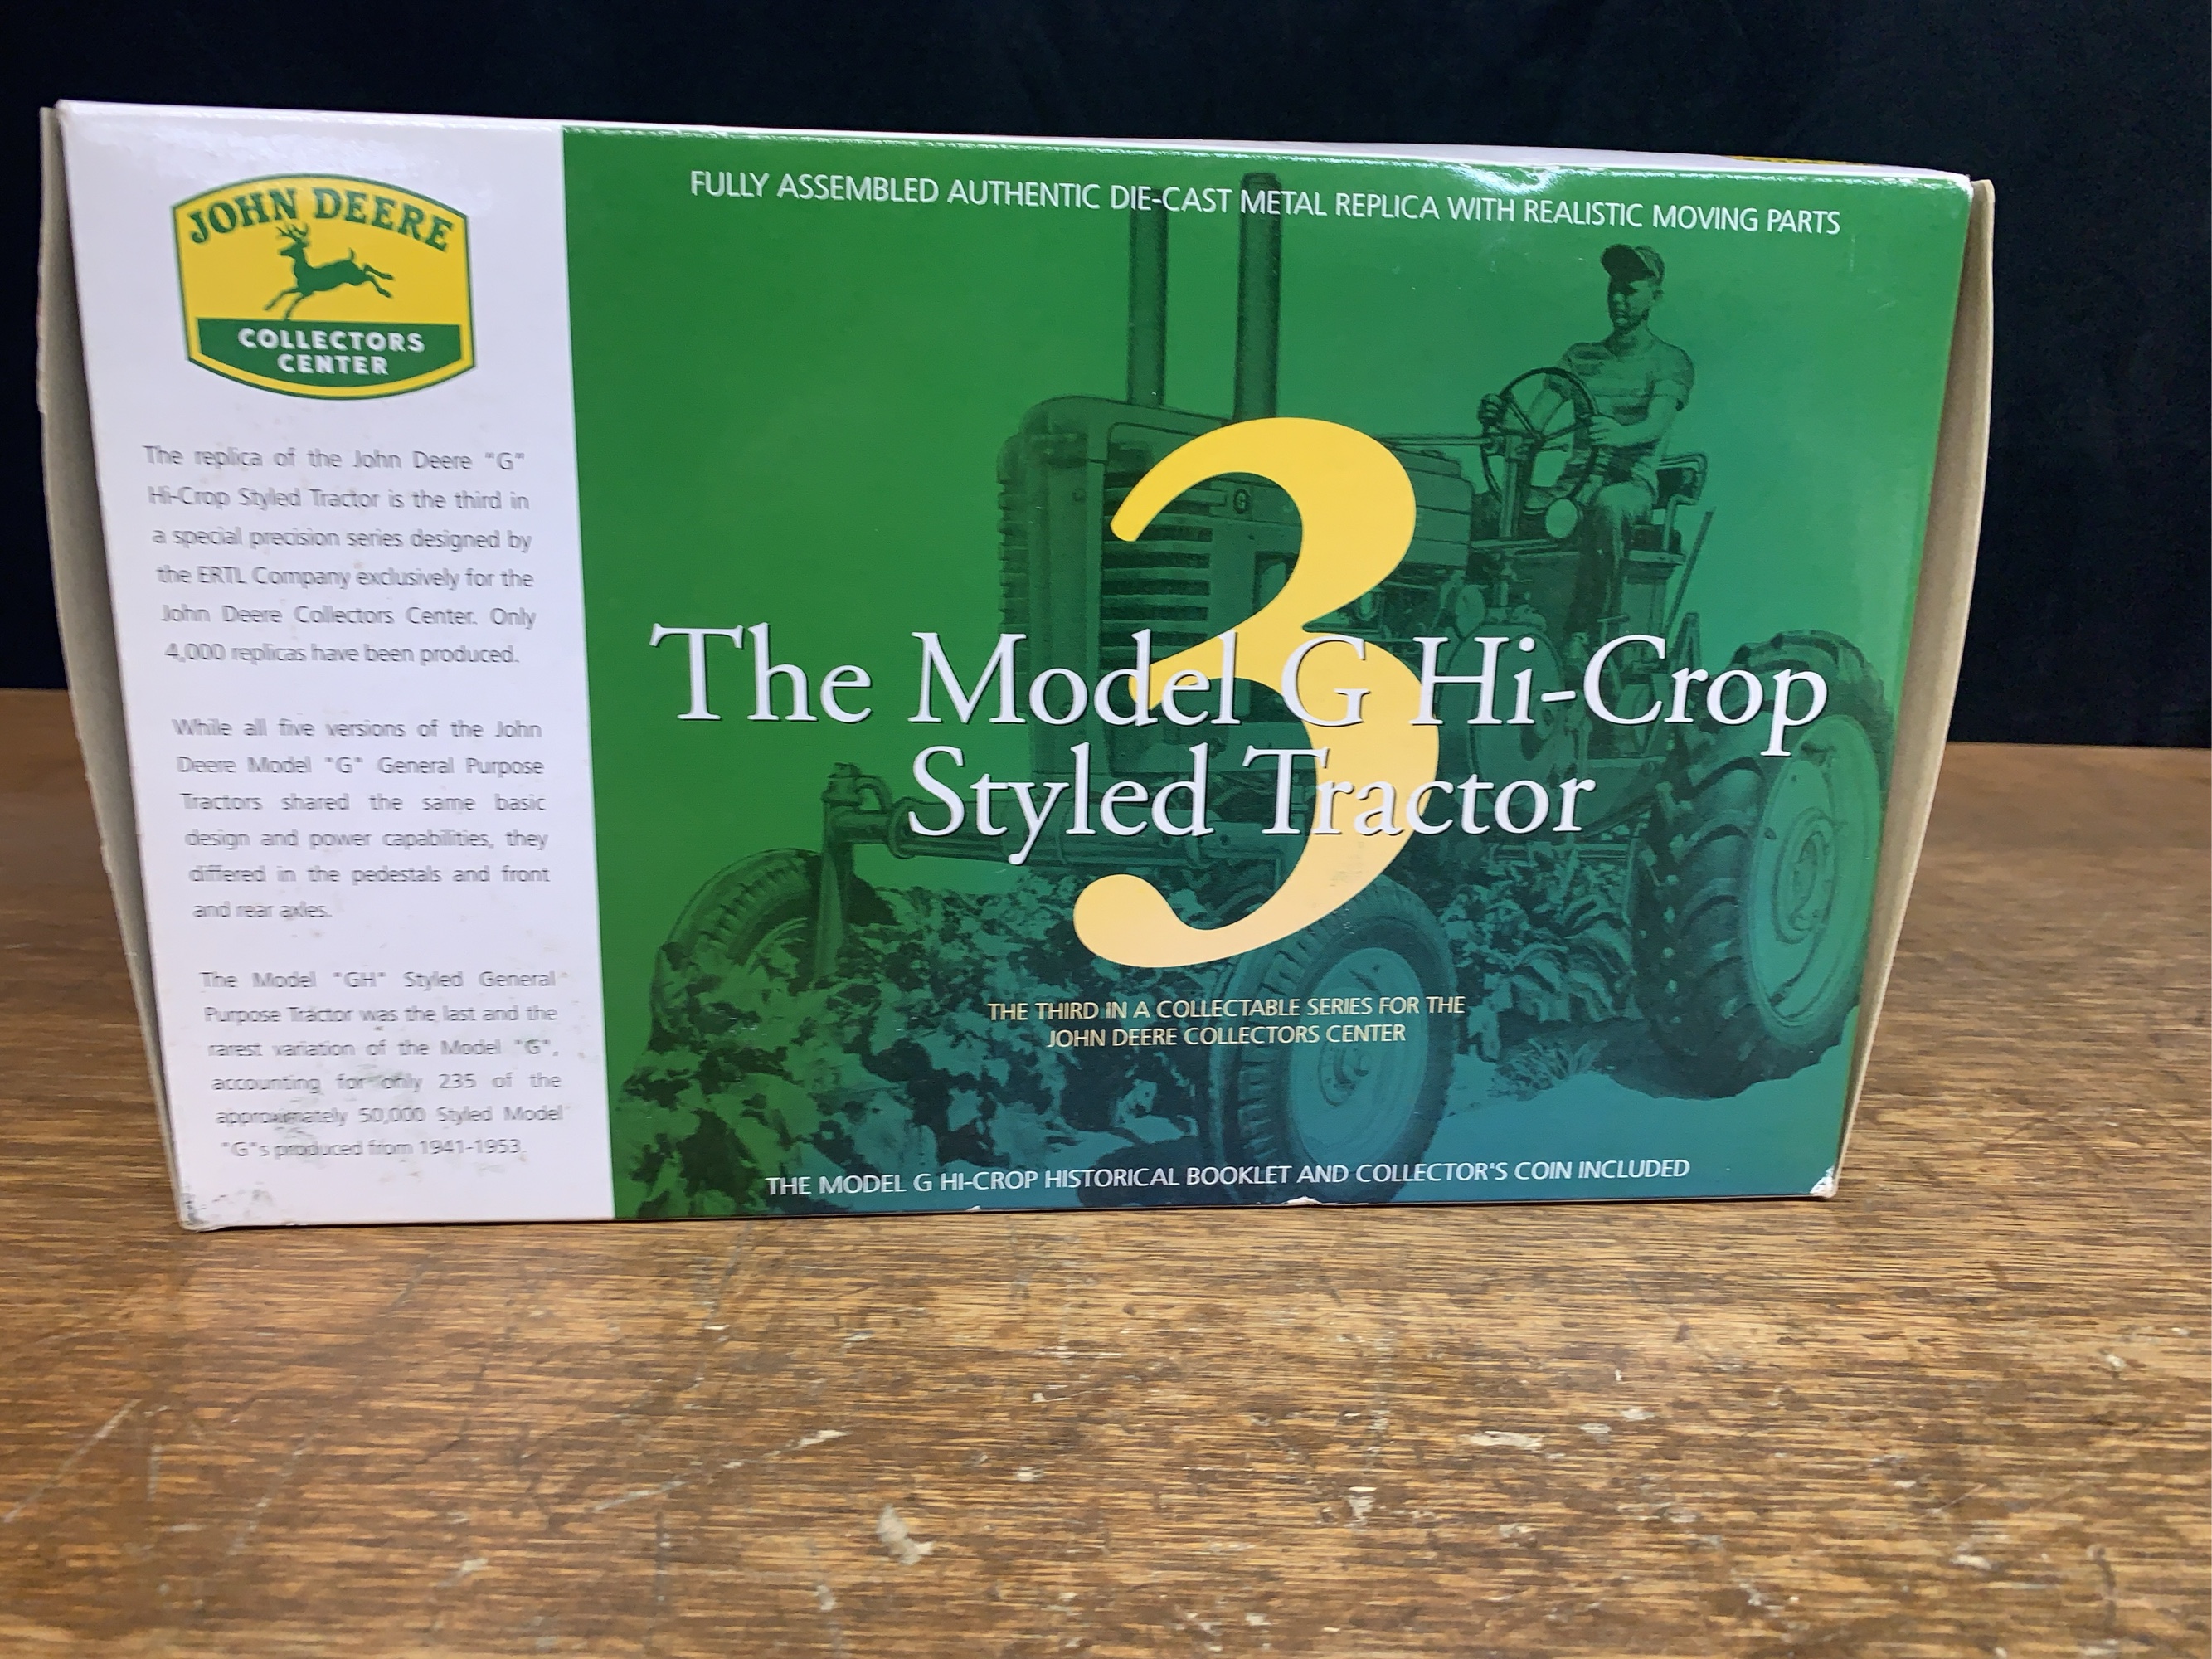 JOHN DEERE
COLLECTORS
CENTER
The replica of the John Deere "G"
Hi-Crop Styled Tractor is the third in
a special precision series designed by
the ERTL Company exclusively for the
John Deere Collectors Center. Only
4,000 replicas have been produced.
While all five versions of the John
Deere Model "G" General Purpose
Tractors shared the same basic
design and power capabilities, they
differed in the pedestals and front
and rear axles.
The Model "GH" Styled General
Purpose Tractor was the last and the
rarest variation of the Model "G",
accounting for only 235 of the
approximately 50,000 Styled Model
"G"s produced from 1941-1953.
FULLY ASSEMBLED AUTHENTIC DIE-CAST METAL REPLICA WITH REALISTIC MOVING PARTS
G
3
The Model G Hi-Crop
Styled Tractor
THE THIRD IN A COLLECTABLE SERIES FOR THE
JOHN DEERE COLLECTORS CENTER
THE MODEL G HI-CROP HISTORICAL BOOKLET AND COLLECTOR'S COIN INCLUDED